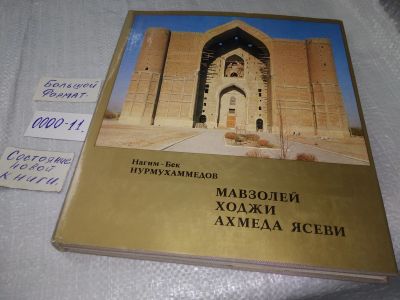 Большой
Формат.
0000-11
Состояние
новой
книги.
Нагим-Бек
НУРМУХАММЕДОВ
МАВЗОЛЕЙ
ХОДЖИ
АХМЕДА ЯСЕВИ